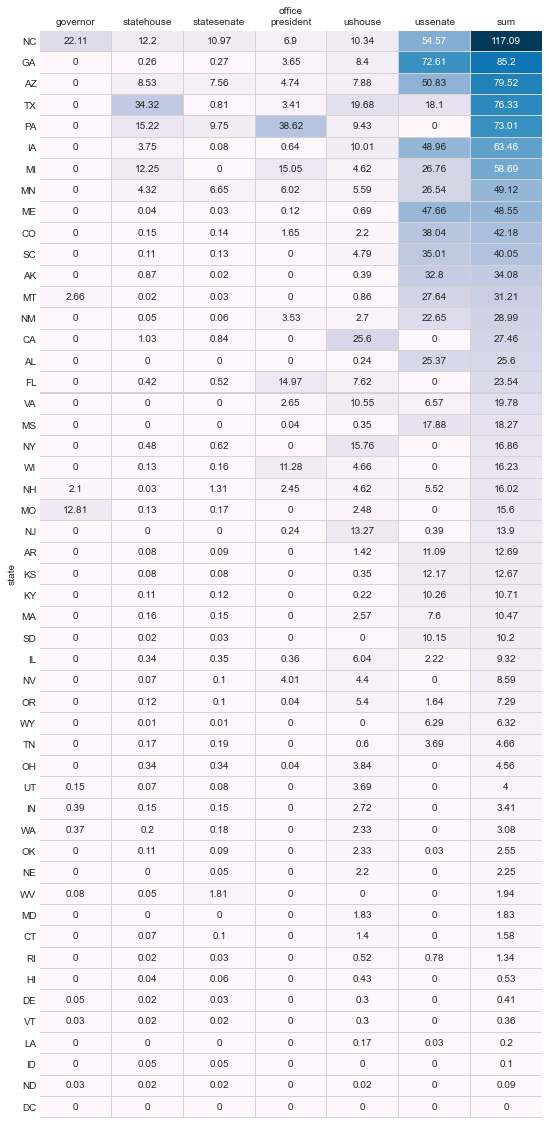 office
governor statehouse statesenate president ushouse ussenate sum
NC 22.11 12.2 10.97 6.9 10.34 54.57 117.09
GA 0 0.26 0.27 3.65 8.4 72.61 85.2
AZ 0 8.53 7.56 4.74 7.88 50.83 79.52
TX 0 34.32 0.81 3.41 19.68 18.1 76.33
PA 0 15.22 9.75 38.62 9.43 0 73.01
IA 0 3.75 0.08 0.64 10.01 48.96 63.46
MI 0 12.25 0 15.05 4.62 26.76 58.69
MN 0 4.32 6.65 6.02 5.59 26.54 49.12
ME 0 0.04 0.03 0.12 0.69 47.66 48.55
CO 0 0.15 0.14 1.65 2.2 38.04 42.18
SC 0 0.11 0.13 0 4.79 35.01 40.05
AK 0 0.87 0.02 0 0.39 32.8 34.08
MT 2.66 0.02 0.03 0 0.86 27.64 31.21
NM 0 0.05 0.06 3.53 2.7 22.65 28.99
CA 0 1.03 0.84 0 25.6 0 27.46
AL 0 0 0 0 0.24 25.37 25.6
FL 0 0.42 0.52 14.97 7.62 0 23.54
VA 0 0 0 2.65 10.55 6.57 19.78
MS 0 0 0 0.04 0.35 17.88 18.27
NY 0 0.48 0.62 0 15.76 0 16.86
WI 0 0.13 0.16 11.28 4.66 0 16.23
NH 2.1 0.03 1.31 2.45 4.62 5.52 16.02
MO 12.81 0.13 0.17 0 2.48 0 15.6
NJ 0 0 0 0.24 13.27 0.39 13.9
AR 0 0.08 0.09 0 1.42 11.09 12.69
state
KS 0 0.08 0.08 0 0.35 12.17 12.67
KY 0 0.11 0.12 0 0.22 10.26 10.71
MA 0 0.16 0.15 0 2.57 7.6 10.47
SD 0 0.02 0.03 0 0 10.15 10.2
IL 0 0.34 0.35 0.36 6.04 2.22 9.32
NV 0 0.07 0.1 4.01 4.4 0 8.59
OR 0 0.12 0.1 0.04 5.4 1.64 7.29
WY 0 0.01 0.01 0 0 6.29 6.32
TN 0 0.17 0.19 0 0.6 3.69 4.66
OH 0 0.34 0.34 0.04 3.84 0 4.56
UT 0.15 0.07 0.08 0 3.69 0 4
IN 0.39 0.15 0.15 0 2.72 0 3.41
WA 0.37 0.2 0.18 0 2.33 0 3.08
OK 0 0.11 0.09 0 2.33 0.03 2.55
NE 0 0 0.05 0 2.2 0 2.25
WV 0.08 0.05 1.81 0 0 0 1.94
MD 0 0 0 0 1.83 0 1.83
CT 0 0.07 0.1 0 1.4 0 1.58
RI 0 0.02 0.03 0 0.52 0.78 1.34
HI 0 0.04 0.06 0 0.43 0 0.53
DE 0.05 0.02 0.03 0 0.3 0 0.41
VT 0.03 0.02 0.02 0 0.3 0 0.36
LA 0 0 0 0 0.17 0.03 0.2
ID 0 0.05 0.05 0 0 0 0.1
ND 0.03 0.02 0.02 0 0.02 0 0.09
DC 0 0 0 0 0 0 0